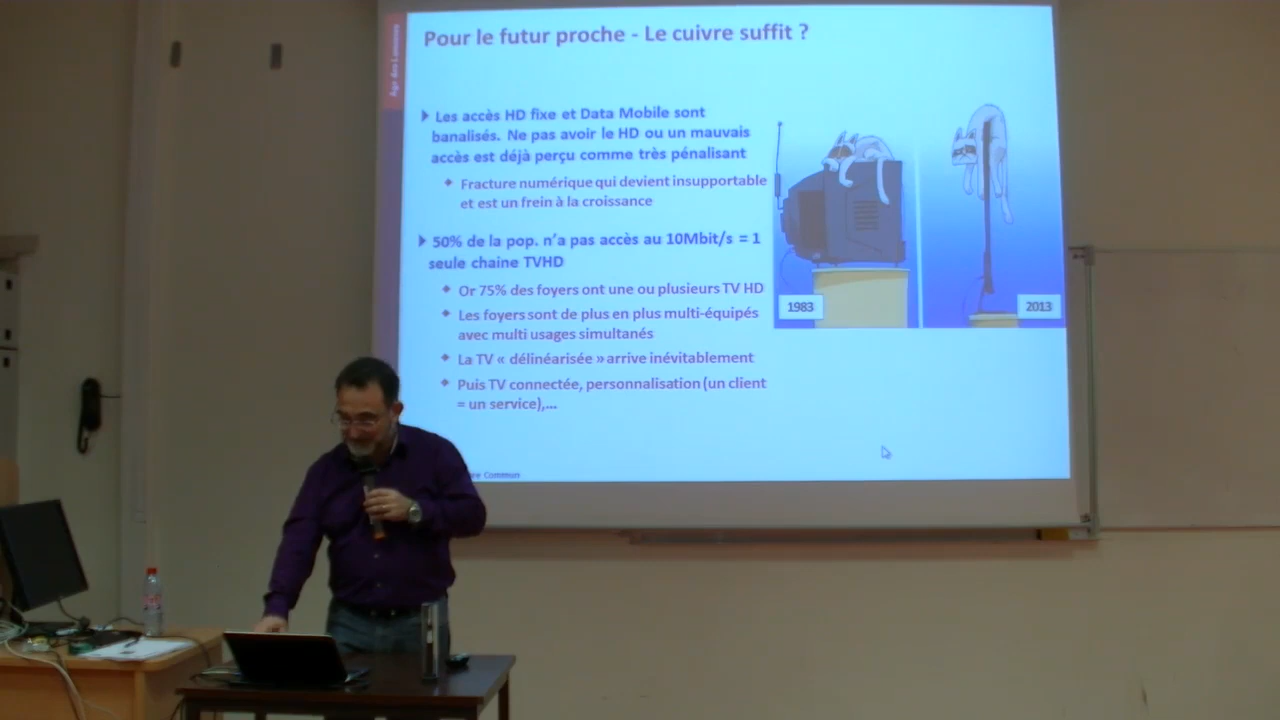 Pour le futur proche - Le cuivre suffit ?
Les accès HD fixe et Data Mobile sont
banalisés. Ne pas avoir le HD ou un mauvais
accès est déjà perçu comme très pénalisant
Fracture numérique qui devient insupportable
et est un frein à la croissance
50% de la pop. n'a pas accès au 10Mbit/s = 1
seule chaine TVHD
Or 75% des foyers ont une ou plusieurs TV HD
Les foyers sont de plus en plus multi-équipés
avec multi usages simultanés
La TV « délinéarisée » arrive inévitablement
Puis TV connectée, personnalisation (un client
= un service),...
1983
2013
Commun